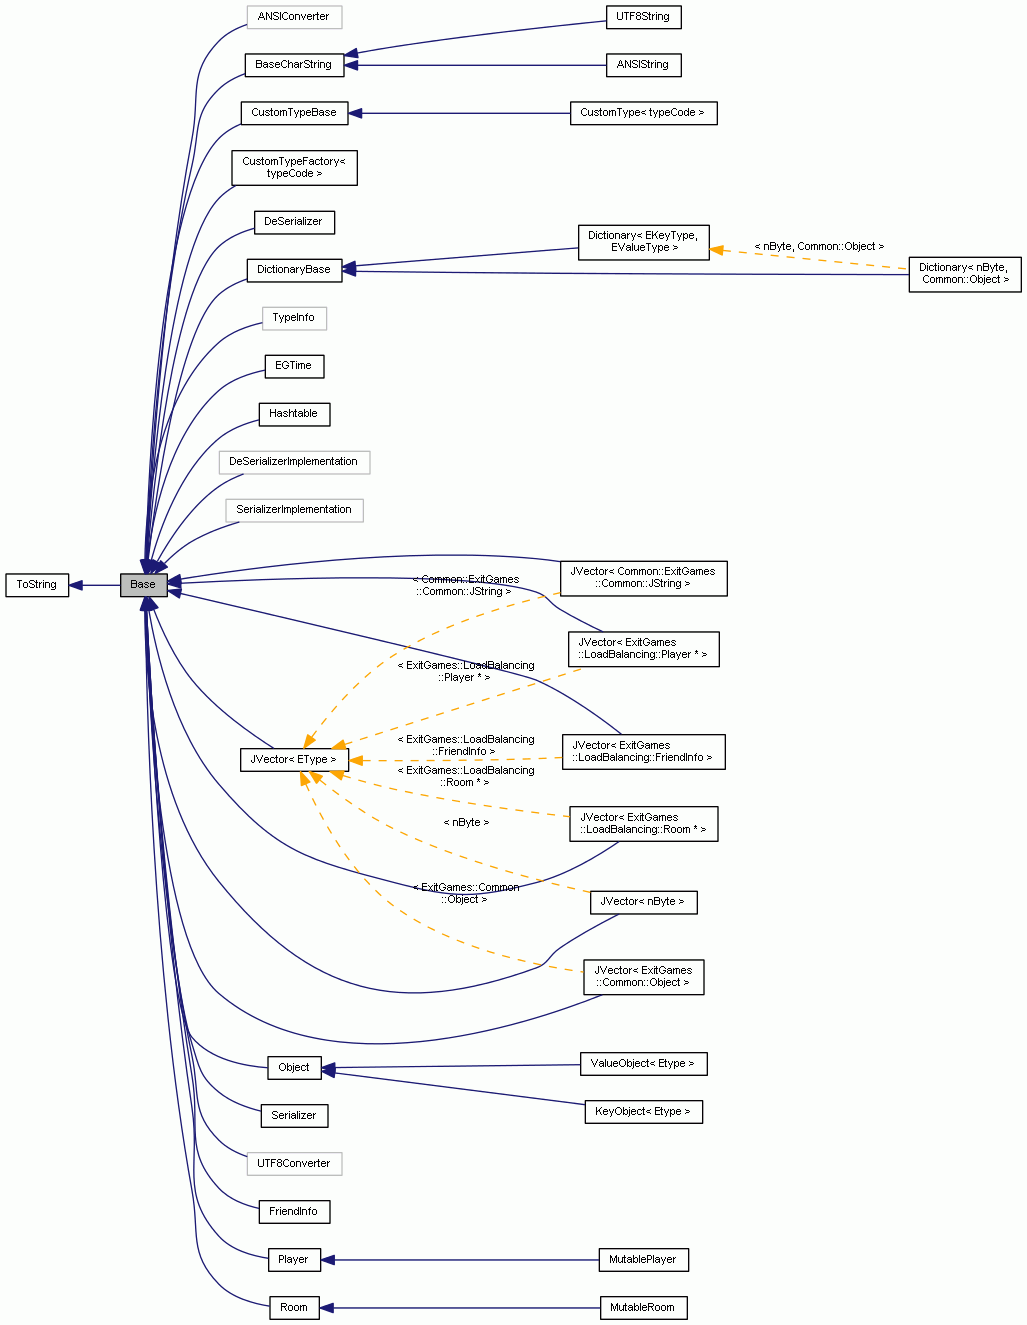 ANSIConverter
UTF8String
BaseCharString
ANSIString
CustomTypeBase
CustomType< typeCode >
CustomTypeFactory<
typeCode >
DeSerializer
Dictionary< EKeyType,
EValueType >
< nByte, Common::Object >
DictionaryBase
Dictionary< nByte,
Common::Object >
TypeInfo
EGTime
Hashtable
DeSerializerImplementation
SerializerImplementation
ToString
Base
JVector< Common::ExitGames
::Common::JString >
< Common::ExitGames
::Common::JString >
JVector< ExitGames
::LoadBalancing::Player * >
< ExitGames::LoadBalancing
::Player * >
JVector< EType >
< ExitGames::LoadBalancing
::FriendInfo >
JVector< ExitGames
::LoadBalancing::FriendInfo >
< ExitGames::LoadBalancing
::Room * >
JVector< ExitGames
::LoadBalancing::Room * >
< nByte >
JVector< nByte >
< ExitGames::Common
::Object >
JVector< ExitGames
::Common::Object >
Object
ValueObject< Etype >
KeyObject< Etype >
Serializer
UTF8Converter
FriendInfo
Player
MutablePlayer
Room
MutableRoom